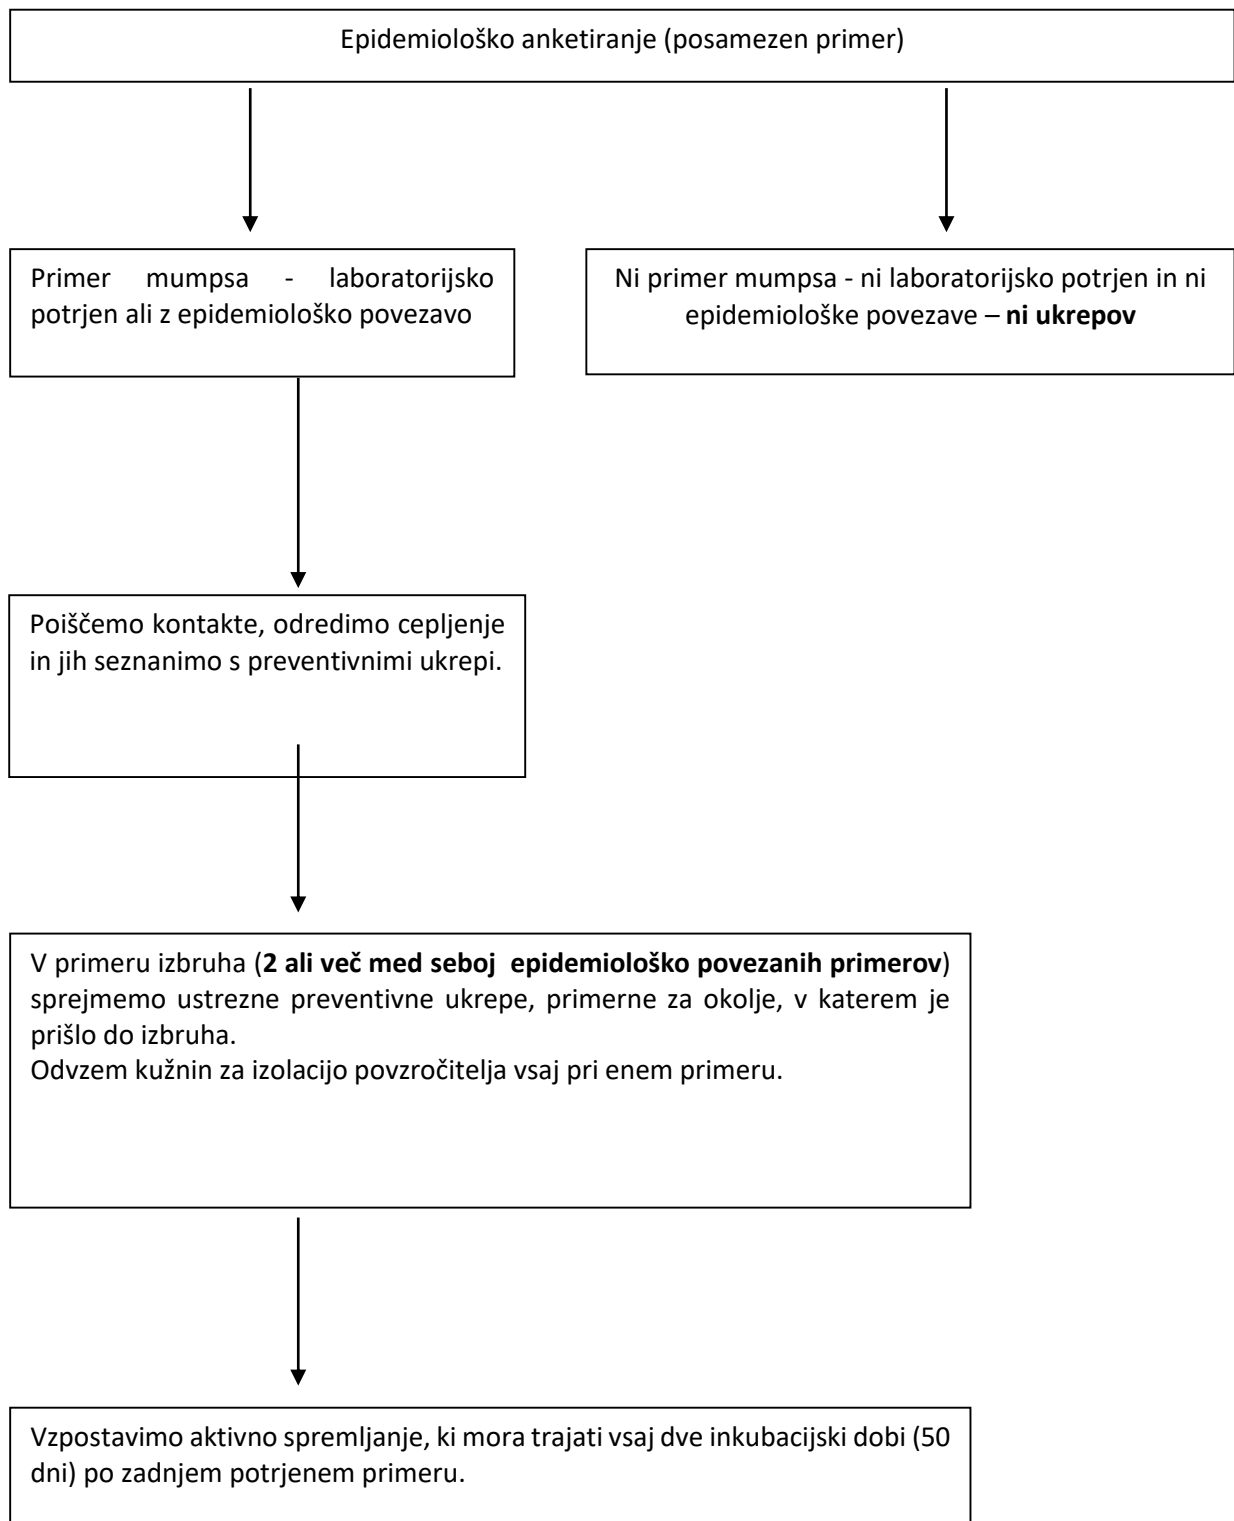 Epidemiološko anketiranje (posamezen primer)
Primer mumpsa - laboratorijsko
potrjen ali z epidemiološko povezavo
Ni primer mumpsa - ni laboratorijsko potrjen in ni
epidemiološke povezave – ni ukrepov
Poiščemo kontakte, odredimo cepljenje
in jih seznanimo s preventivnimi ukrepi.
V primeru izbruha (2 ali več med seboj epidemiološko povezanih primerov)
sprejmemo ustrezne preventivne ukrepe, primerne za okolje, v katerem je
prišlo do izbruha.
Odvzem kužnin za izolacijo povzročitelja vsaj pri enem primeru.
Vzpostavimo aktivno spremljanje, ki mora trajati vsaj dve inkubacijski dobi (50
dni) po zadnjem potrjenem primeru.